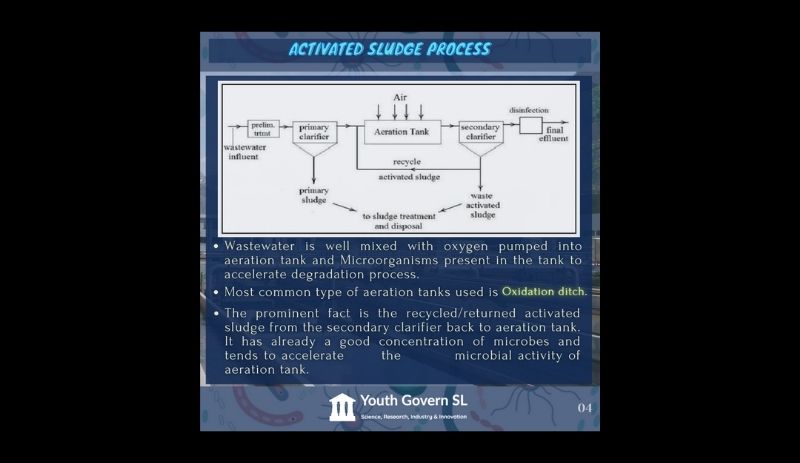 ACTIVATED SLUDGE PROCESS
Air
disinfection
prelim. trtmt
primary clarifier
Aeration Tank
secondary clarifier
final effluent
wastewater influent
recycle
activated sludge
primary sludge
waste activated sludge
to sludge treatment and disposal
• Wastewater is well mixed with oxygen pumped into
aeration tank and Microorganisms present in the tank to
accelerate degradation process.
• Most common type of aeration tanks used is Oxidation ditch.
• The prominent fact is the recycled/returned activated
sludge from the secondary clarifier back to aeration tank.
It has already a good concentration of microbes and
tends to accelerate the microbial activity of
aeration tank.
Youth Govern SL
Science, Research, Industry & Innovation
04